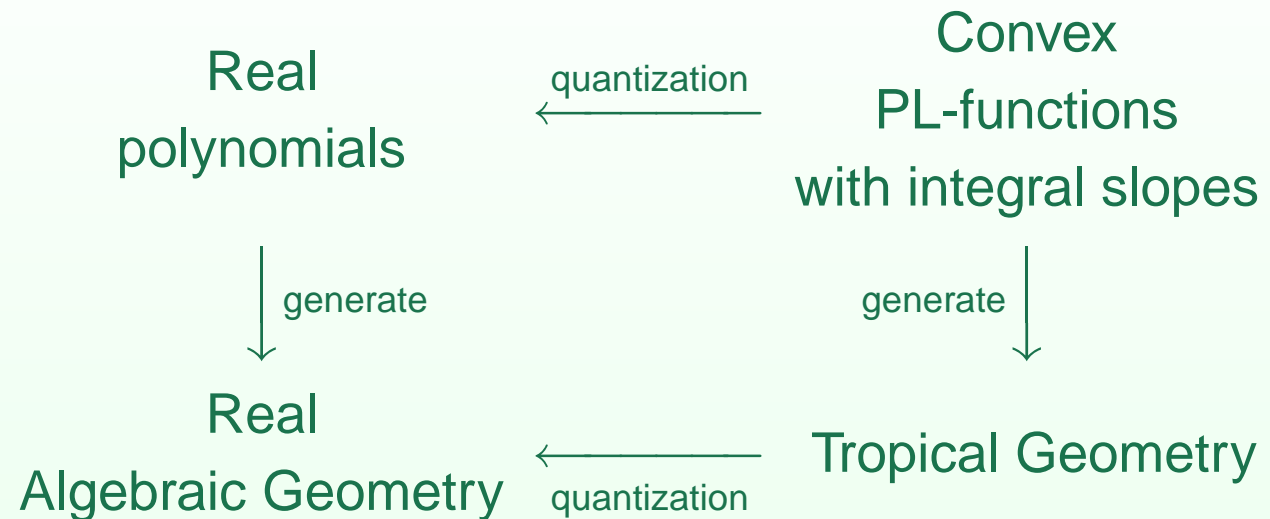 Real
polynomials
quantization
Convex
PL-functions
with integral slopes
generate
generate
Real
Algebraic Geometry
quantization
Tropical Geometry